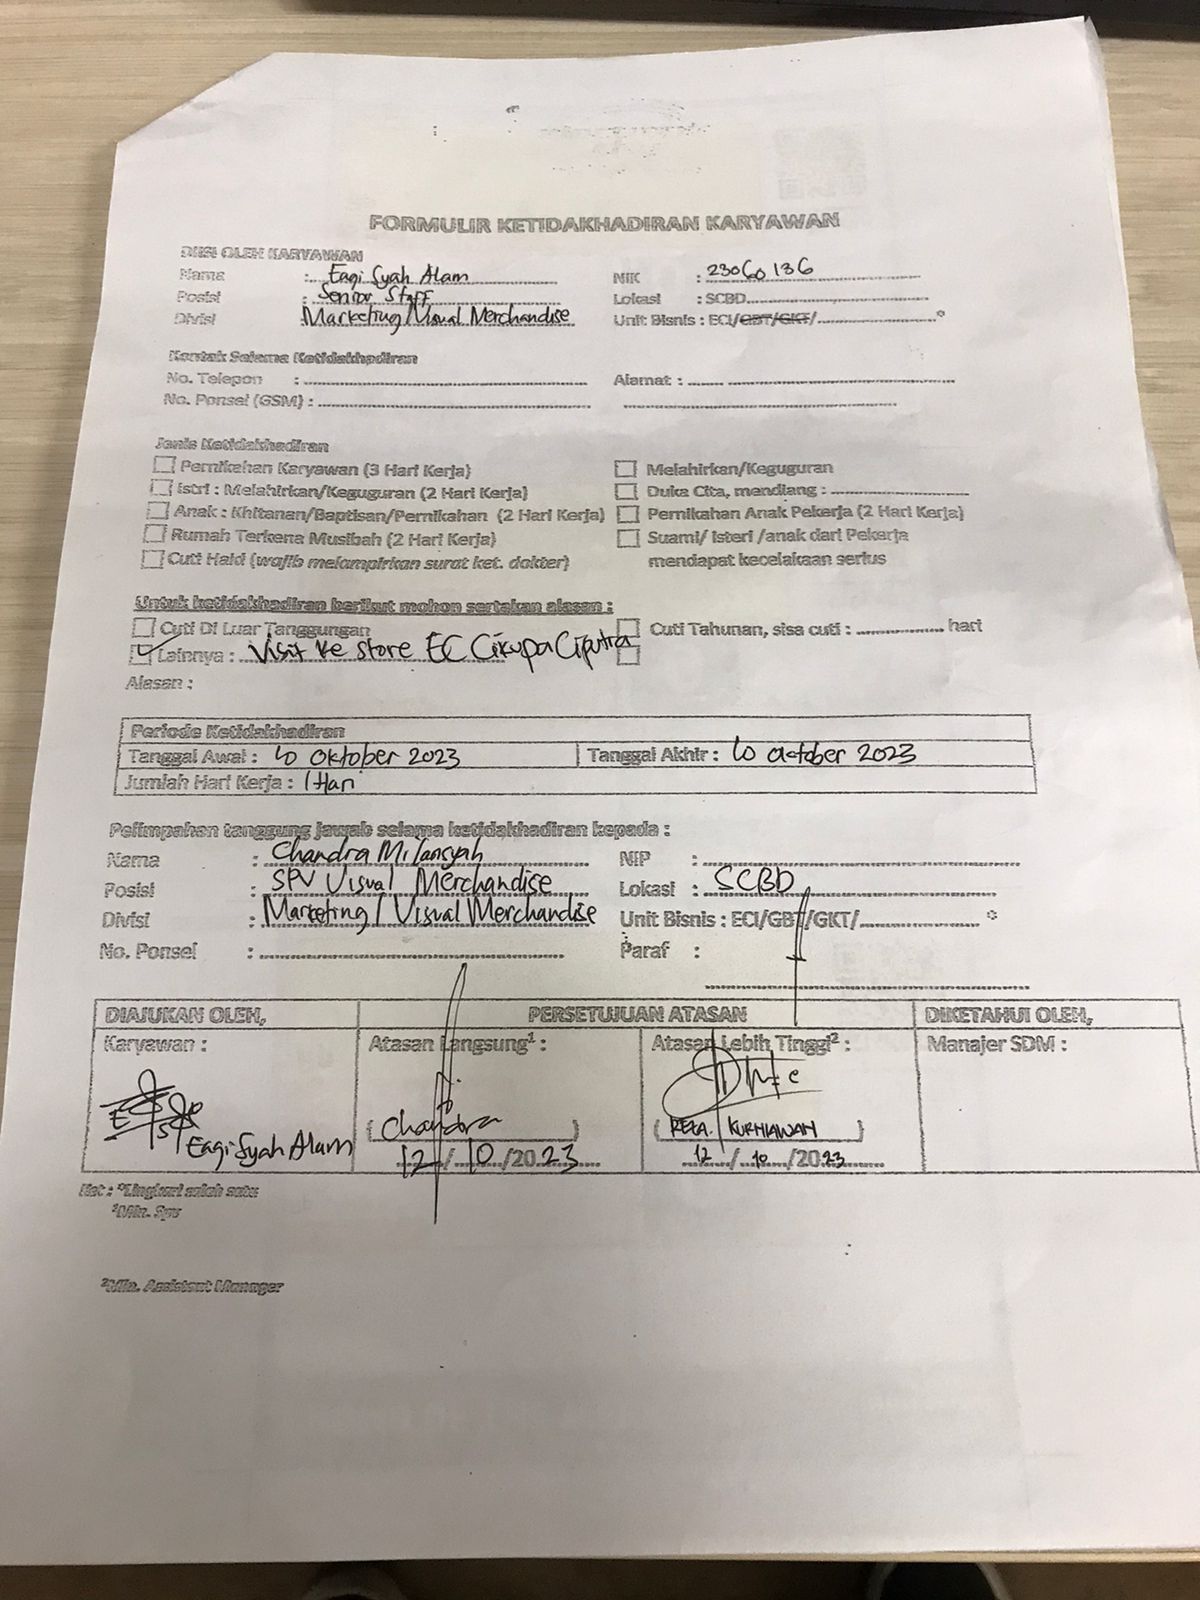 FORMULIR KETIDAKHADIRAN KARYAWAN
DIISI OLEH KARYAWAN
Nama : Eagi Syah Alam NIK : 23060136
Posisi : Senior Staff Lokasi : SCBD
Divisi Marketing/Visual Merchandise Unit Bisnis : ECI/GBT/GKT/ *
Kontak Selama Ketidakhadiran
No. Telepon : Alamat :
No. Ponsel (GSM) :
Jenis Ketidakhadiran
Pernikahan Karyawan (3 Hari Kerja) Melahirkan/Keguguran
Istri : Melahirkan/Keguguran (2 Hari Kerja) Duka Cita, mendiang :
Anak : Khitanan/Baptisan/Pernikahan (2 Hari Kerja) Pernikahan Anak Pekerja (2 Hari Kerja)
Rumah Terkena Musibah (2 Hari Kerja) Suami/ Isteri /anak dari Pekerja
Cuti Haid (wajib melampirkan surat ket. dokter) mendapat kecelakaan serius
Untuk ketidakhadiran berikut mohon sertakan alasan :
Cuti Di Luar Tanggungan Cuti Tahunan, sisa cuti : hari
Lainnya : Visit ke store EC Cikupa Ciputra
Alasan :
Periode Ketidakhadiran
Tanggal Awal : 10 Oktober 2023 Tanggal Akhir : 10 October 2023
Jumlah Hari Kerja : 1 Hari
Pelimpahan tanggung jawab selama ketidakhadiran kepada :
Nama : Chandra Milansyah NIP :
Posisi : SPV Visual Merchandise Lokasi : SCBD
Divisi : Marketing/Visual Merchandise Unit Bisnis : ECI/GBT/GKT/ *
No. Ponsel : Paraf :
DIAJUKAN OLEH, PERSETUJUAN ATASAN DIKETAHUI OLEH,
Karyawan : Atasan Langsung¹ : Atasan Lebih Tinggi² : Manajer SDM :
Eagi Syah Alam (Chandra) (REZA KURNIAWAN)
12/10/2023 12/10/2023
Ket : *Lingkari salah satu
¹Min. Spv
²Min. Assistant Manager